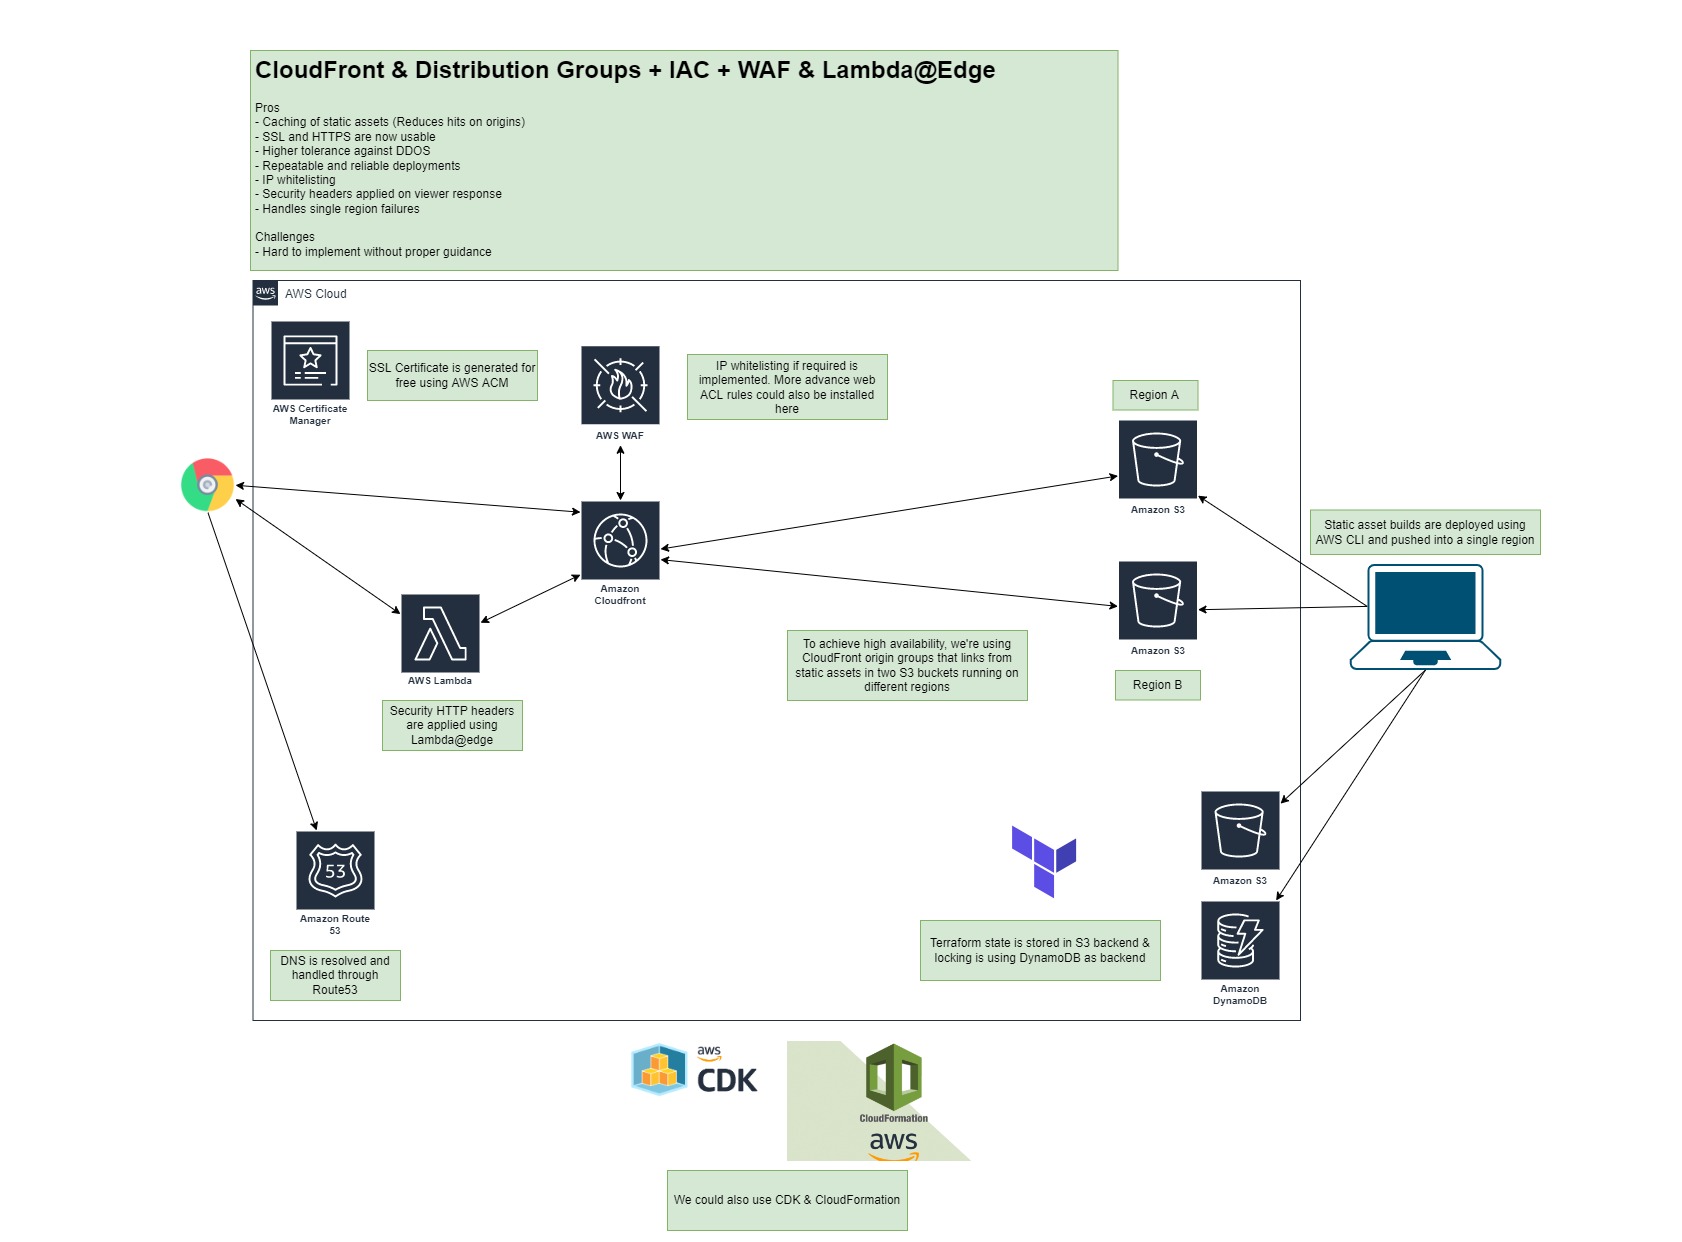 CloudFront & Distribution Groups + IAC + WAF & Lambda@Edge
Pros
- Caching of static assets (Reduces hits on origins)
- SSL and HTTPS are now usable
- Higher tolerance against DDOS
- Repeatable and reliable deployments
- IP whitelisting
- Security headers applied on viewer response
- Handles single region failures
Challenges
- Hard to implement without proper guidance
aws
AWS Cloud
AWS Certificate
Manager
SSL Certificate is generated for
free using AWS ACM
AWS WAF
IP whitelisting if required is
implemented. More advance web
ACL rules could also be installed
here
Region A
Amazon S3
Static asset builds are deployed using
AWS CLI and pushed into a single region
Amazon
Cloudfront
AWS Lambda
Security HTTP headers
are applied using
Lambda@edge
To achieve high availability, we're using
CloudFront origin groups that links from
static assets in two S3 buckets running on
different regions
Amazon S3
Region B
53
Amazon Route
53
DNS is resolved and
handled through
Route53
Terraform state is stored in S3 backend &
locking is using DynamoDB as backend
Amazon S3
Amazon
DynamoDB
aws
CDK
CloudFormation
aws
We could also use CDK & CloudFormation